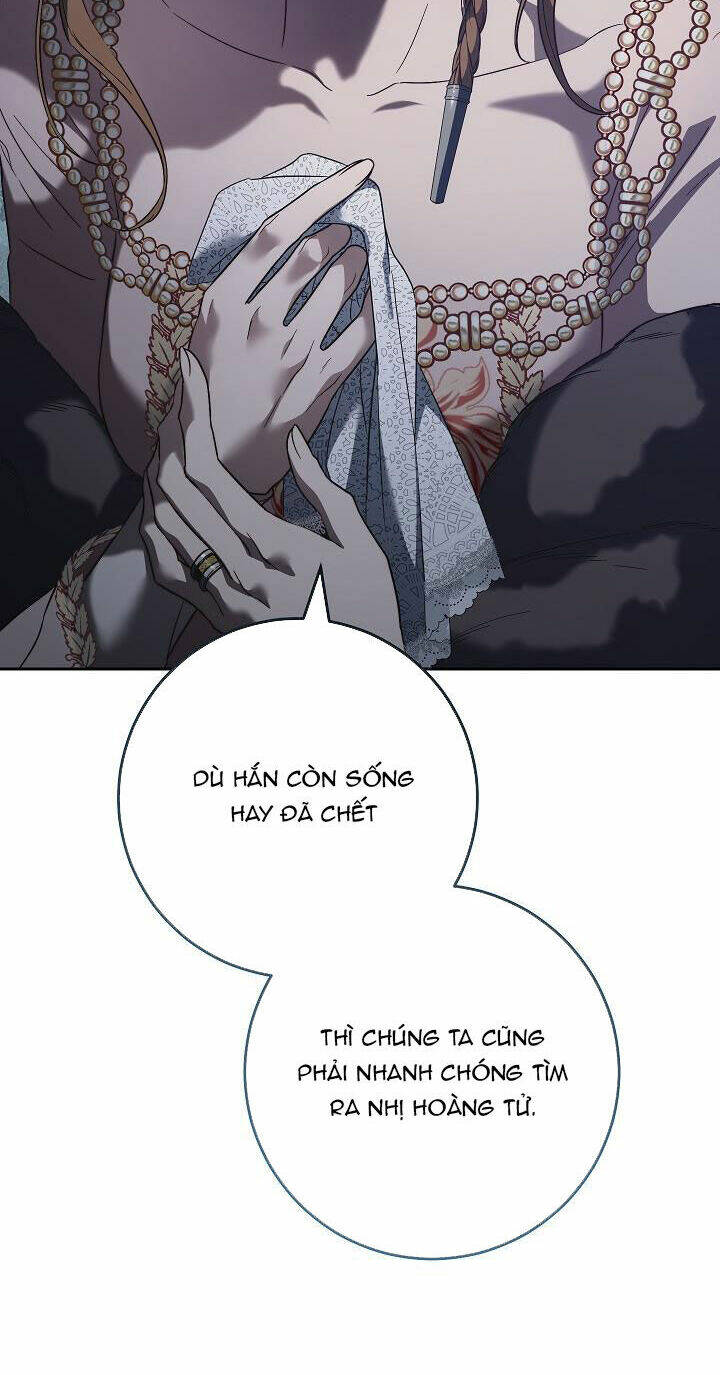 DÙ HẮN CÒN SỐNG
HAY ĐÃ CHẾT
THÌ CHÚNG TA CŨNG
PHẢI NHANH CHÓNG TÌM
RA NHỊ HOÀNG TỬ.